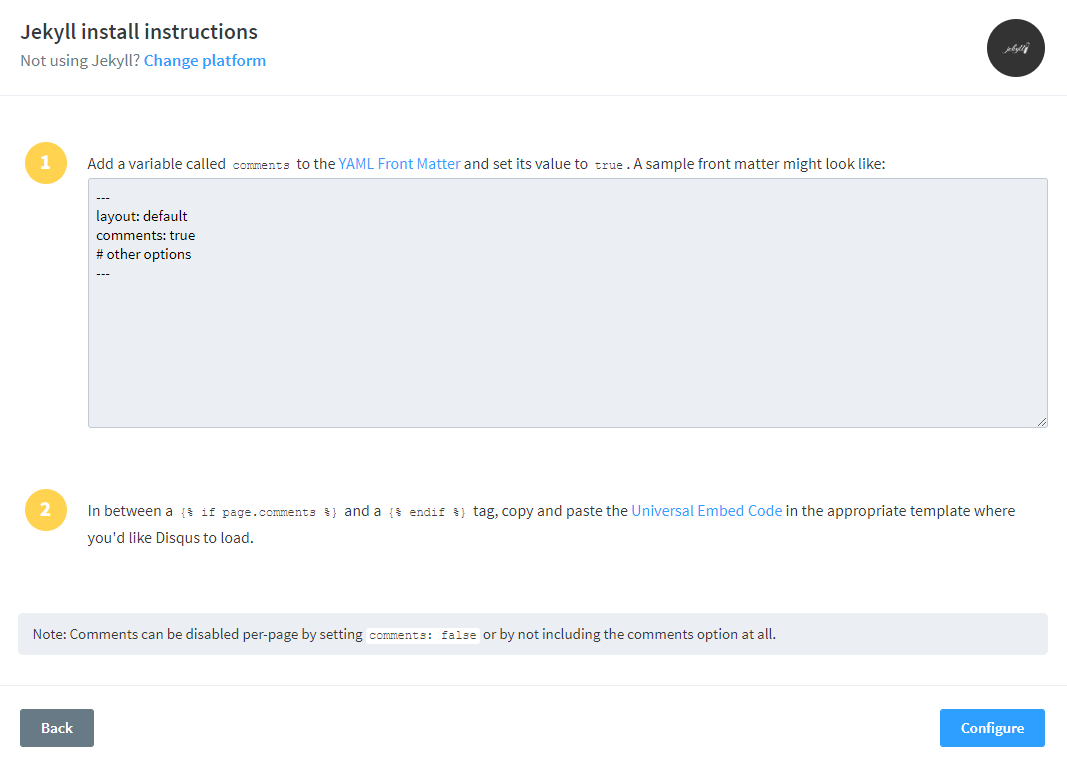 Jekyll install instructions
Not using Jekyll? Change platform
jekyll
1
Add a variable called comments to the YAML Front Matter and set its value to true. A sample front matter might look like:
---
layout: default
comments: true
# other options
---
2
In between a {% if page.comments %} and a {% endif %} tag, copy and paste the Universal Embed Code in the appropriate template where
you'd like Disqus to load.
Note: Comments can be disabled per-page by setting comments: false or by not including the comments option at all.
Back
Configure